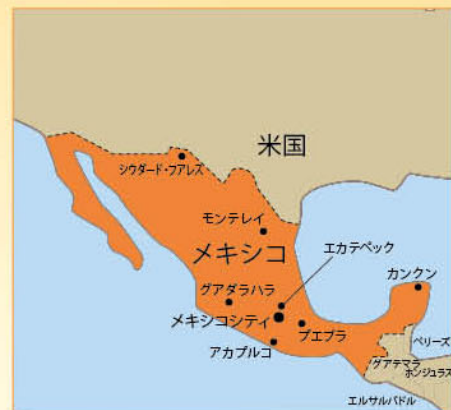 米国
シウダード・フアレス
モンテレイ
メキシコ
エカテペック
カンクン
グアダラハラ
メキシコシティ
プエブラ
アカプルコ
ベリーズ
グアテマラ
ホンジュラス
エルサルバドル